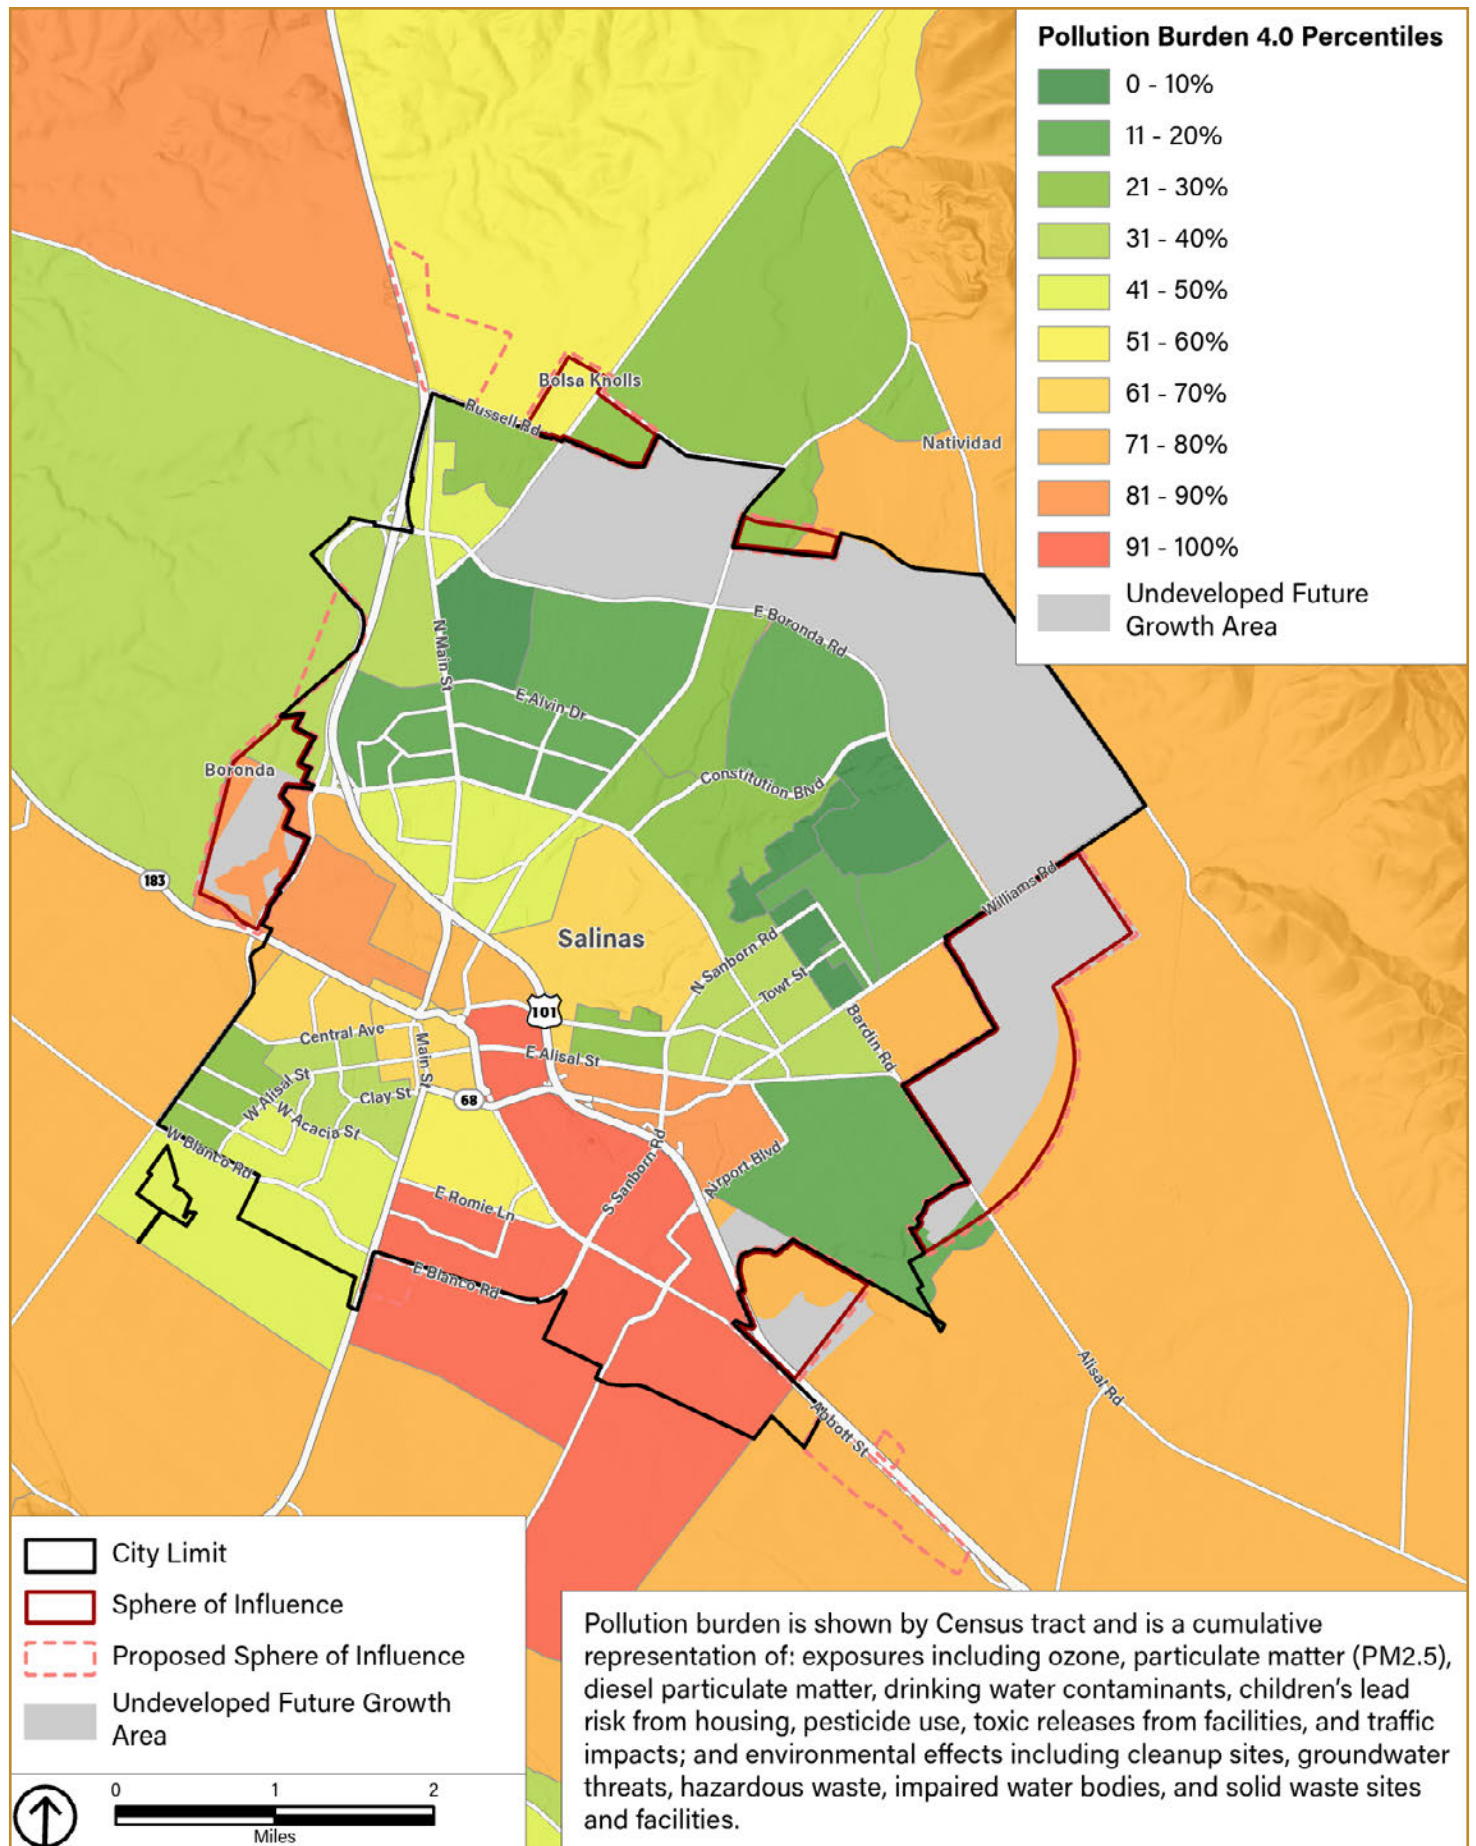 Pollution Burden 4.0 Percentiles
0 - 10%
11 - 20%
21 - 30%
31 - 40%
41 - 50%
51 - 60%
61 - 70%
71 - 80%
81 - 90%
91 - 100%
Undeveloped Future
Growth Area
Bolsa Knolls
Russell Rd
Natividad
E Boronda Rd
N Main St
E Alvin Dr
Boronda
Constitution Blvd
183
Williams Rd
Salinas
N Sanborn Rd
Towt St
101
Bardin Rd
Central Ave
Main St
E Alisal St
W Alisal St
Clay St
68
W Acacia St
W Blanco Rd
Airport Blvd
S Sanborn Rd
E Romie Ln
E Blanco Rd
Alisal Rd
Abbott St
City Limit
Sphere of Influence
Proposed Sphere of Influence
Undeveloped Future Growth
Area
0 1 2
Miles
Pollution burden is shown by Census tract and is a cumulative
representation of: exposures including ozone, particulate matter (PM2.5),
diesel particulate matter, drinking water contaminants, children's lead
risk from housing, pesticide use, toxic releases from facilities, and traffic
impacts; and environmental effects including cleanup sites, groundwater
threats, hazardous waste, impaired water bodies, and solid waste sites
and facilities.